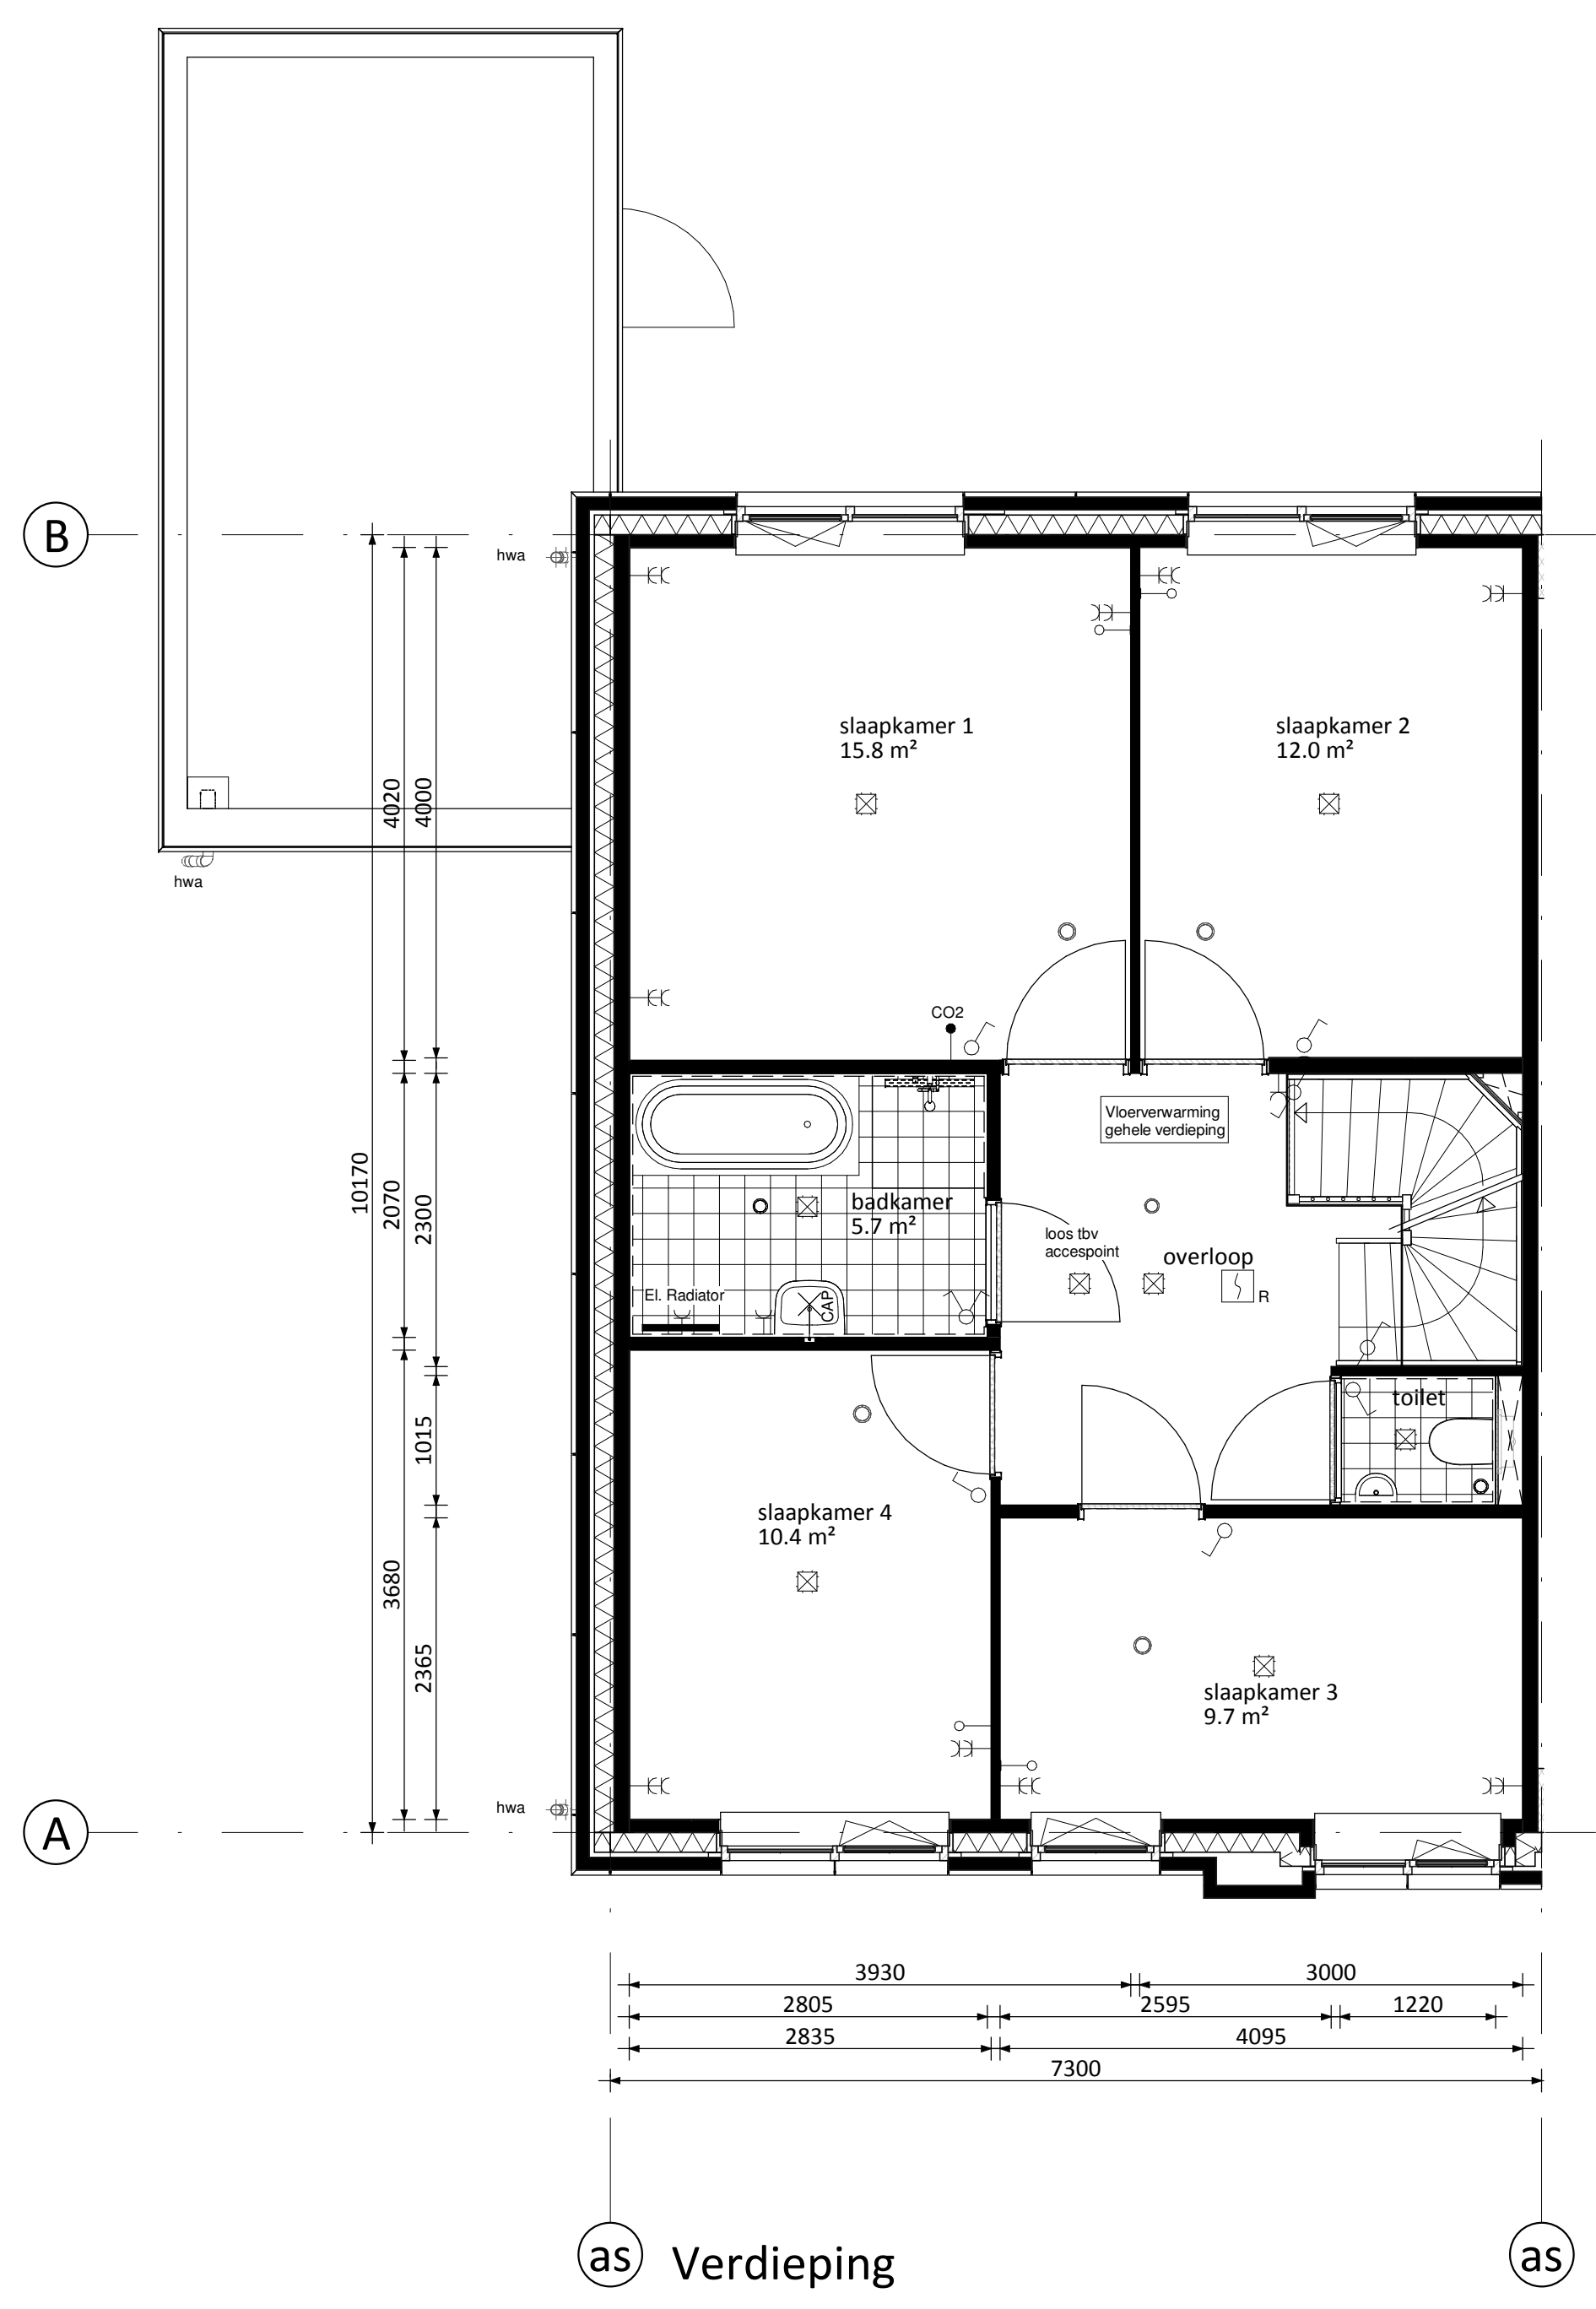 B
hwa
slaapkamer 1
15.8 m²
slaapkamer 2
12.0 m²
4020
4000
hwa
CO2
Vloerverwarming
gehele verdieping
10170
2070
2300
badkamer
5.7 m²
loos tbv
accespoint
overloop
R
El. Radiator
CAP
toilet
1015
slaapkamer 4
10.4 m²
3680
2365
slaapkamer 3
9.7 m²
hwa
A
3930
3000
2805
2595
1220
2835
4095
7300
as
Verdieping
as